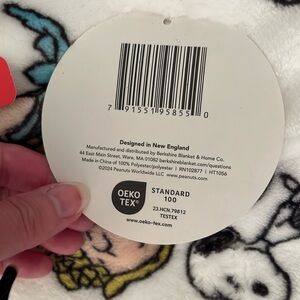 7 91551 95855 0
Designed in New England
Manufactured and distributed by Berkshire Blanket & Home Co.
44 East Main Street, Ware, MA 01082 berkshireblanket.com/questions
Made in China of 100% Polyester/polyester | RN102877 | HT1056
©2024 Peanuts Worldwide LLC www.peanuts.com
OEKO
TEX®
STANDARD
100
23.HCN.79812
TESTEX
www.oeko-tex.com